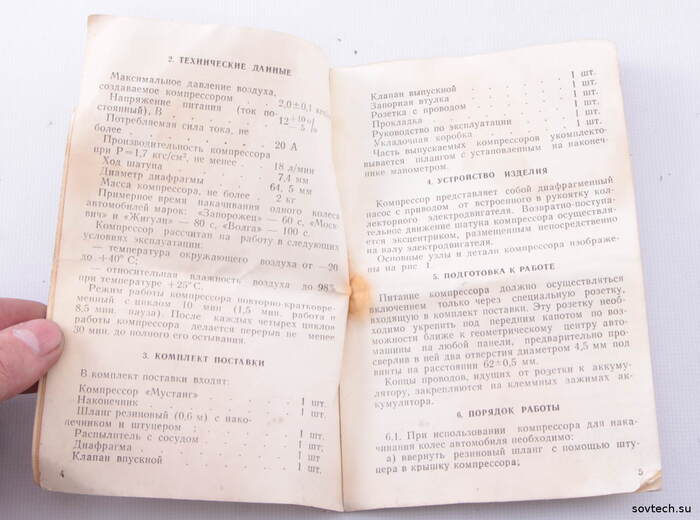 2. ТЕХНИЧЕСКИЕ ДАННЫЕ
Максимальное давление воздуха,
создаваемое компрессором . . 2,0±0,1 кгс/см
Напряжение питания (ток по-
стоянный), В . . . 12 +10 −5 %
Потребляемая сила тока, не
более . . . . . 20 А
Производительность компрессора
при Р=1,7 кгс/см², не менее . . 18 л/мин
Ход шатуна . . . . 7,4 мм
Диаметр диафрагмы . . . 64, 5 мм
Масса компрессора, не более . . 2 кг
Примерное время накачивания одного колеса
автомобилей марок: «Запорожец» — 60 с, «Моск-
вич» и «Жигули» — 80 с, «Волга» — 100 с.
Компрессор рассчитан на работу в следующих
условиях эксплуатации:
— температура окружающего воздуха от —20
до +40° С;
— относительная влажность воздуха до 98%
при температуре +25° С.
Режим работы компрессора повторно-кратковре-
менный с циклом 10 мин (1,5 мин. работа и
8,5 мин. пауза). После каждых четырех циклов
работы компрессора делается перерыв не менее
30 мин. до полного его остывания.
3. КОМПЛЕКТ ПОСТАВКИ
В комплект поставки входят:
Компрессор «Мустанг» . . . 1 шт.
Наконечник . . . . . 1 шт.
Шланг резиновый (0,6 м) с нако-
нечником и штуцером . . . 1 шт.
Распылитель с сосудом . . . 1 шт.
Диафрагма . . . . . 1 шт.
Клапан впускной . . . . 1 шт.
4
Клапан выпускной . . . . 1 шт.
Запорная втулка . . . . 1 шт.
Розетка с проводом . . . . 1 шт.
Прокладка . . . . . 1 шт.
Руководство по эксплуатации . . 1 шт.
Укладочная коробка . . . . 1 шт.
Часть выпускаемых компрессоров укомплекто-
вывается шлангом с установленным на наконеч-
нике манометром.
4. УСТРОЙСТВО ИЗДЕЛИЯ
Компрессор представляет собой диафрагменный
насос с приводом от встроенного в рукоятку кол-
лекторного электродвигателя. Возвратно-поступа-
тельное движение шатуна компрессора осуществля-
ется эксцентриком, размещенным непосредственно
на валу электродвигателя.
Основные узлы и детали компрессора изображе-
ны на рис. 1.
5. ПОДГОТОВКА К РАБОТЕ
Питание компрессора должно осуществляться
включением только через специальную розетку,
входящую в комплект поставки. Эту розетку необ-
ходимо укрепить под передним капотом по воз-
можности ближе к геометрическому центру авто-
машины на любой панели, предварительно про-
сверлив в ней два отверстия диаметром 4,5 мм под
винты на расстоянии 62±0,5 мм.
Концы проводов, идущих от розетки к аккуму-
лятору, закрепляются на клеммных зажимах ак-
кумулятора.
6. ПОРЯДОК РАБОТЫ
6.1. При использовании компрессора для нака-
чивания колес автомобиля необходимо:
а) ввернуть резиновый шланг с помощью шту-
цера в крышку компрессора;
5
sovtech.su